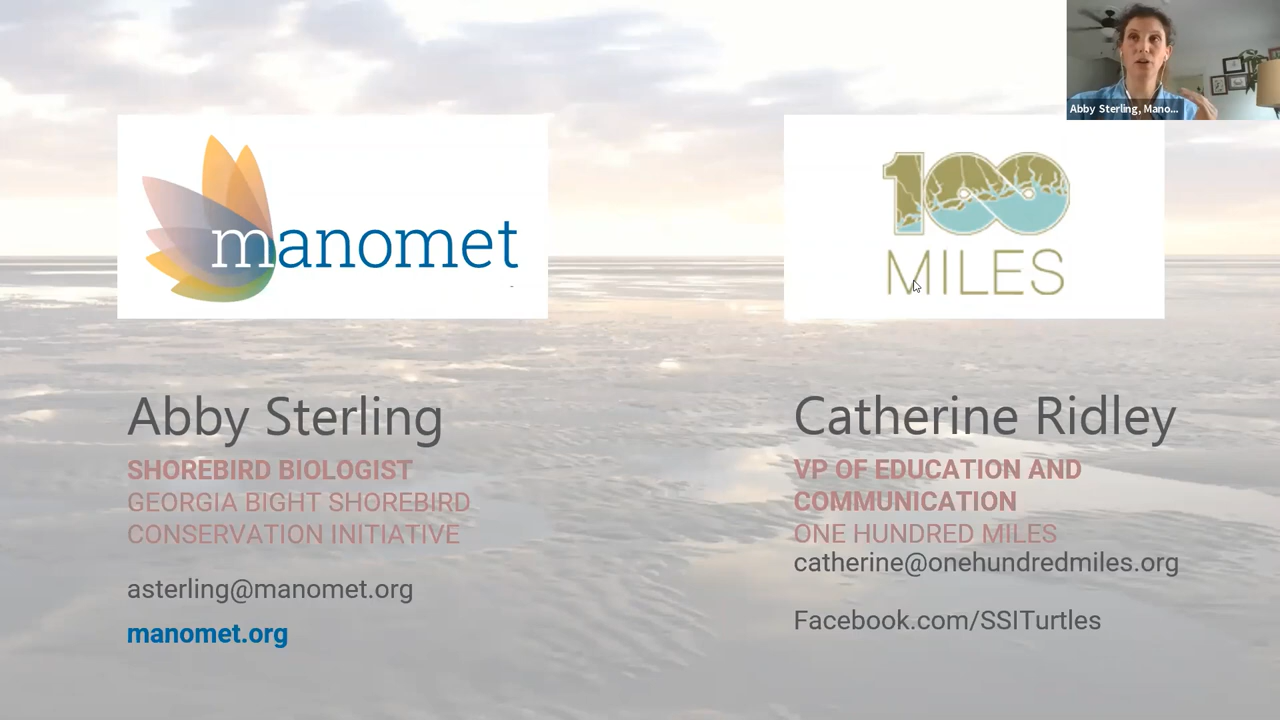 Abby Sterling, Mano...
manomet
100
MILES
Abby Sterling
SHOREBIRD BIOLOGIST
GEORGIA BIGHT SHOREBIRD
CONSERVATION INITIATIVE
asterling@manomet.org
manomet.org
Catherine Ridley
VP OF EDUCATION AND
COMMUNICATION
ONE HUNDRED MILES
catherine@onehundredmiles.org
Facebook.com/SSITurtles